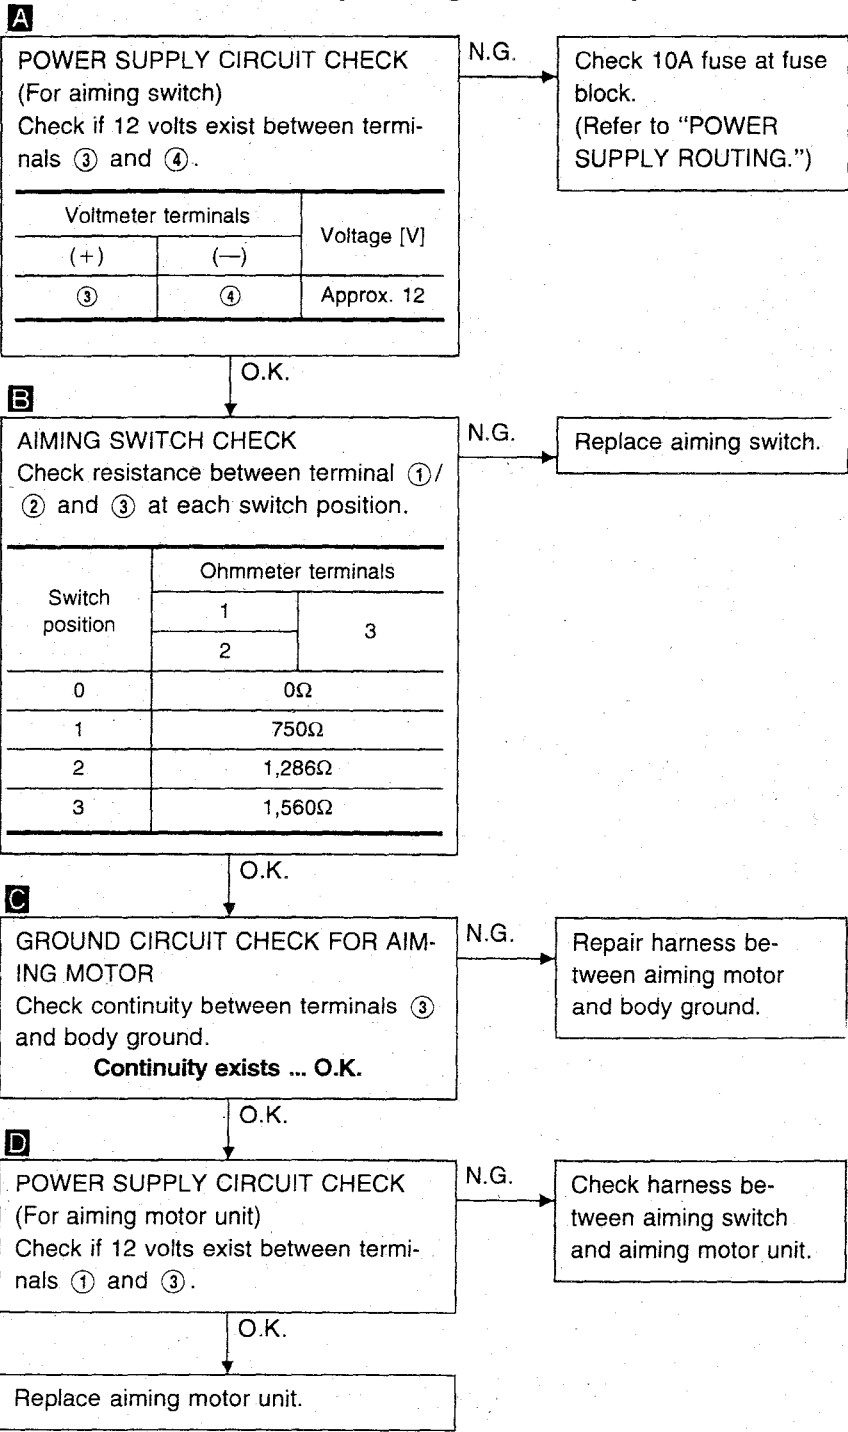 A
POWER SUPPLY CIRCUIT CHECK
(For aiming switch)
Check if 12 volts exist between termi-
nals ③ and ④.
Voltmeter terminals
Voltage [V]
(+) (—)
③ ④ Approx. 12
N.G.
Check 10A fuse at fuse
block.
(Refer to “POWER
SUPPLY ROUTING.”)
O.K.
B
AIMING SWITCH CHECK
Check resistance between terminal ①/
② and ③ at each switch position.
Switch
position
Ohmmeter terminals
1
2
3
0 0Ω
1 750Ω
2 1,286Ω
3 1,560Ω
N.G.
Replace aiming switch.
O.K.
C
GROUND CIRCUIT CHECK FOR AIM-
ING MOTOR
Check continuity between terminals ③
and body ground.
Continuity exists ... O.K.
N.G.
Repair harness be-
tween aiming motor
and body ground.
O.K.
D
POWER SUPPLY CIRCUIT CHECK
(For aiming motor unit)
Check if 12 volts exist between termi-
nals ① and ③.
N.G.
Check harness be-
tween aiming switch
and aiming motor unit.
O.K.
Replace aiming motor unit.